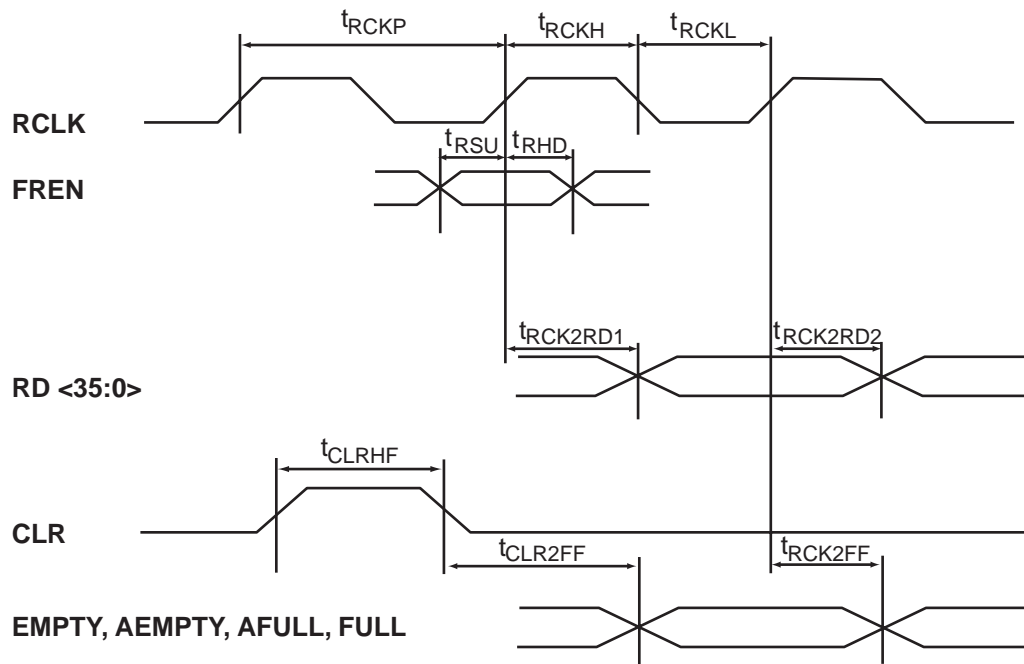 tRCKP tRCKH tRCKL
RCLK
tRSU tRHD
FREN
tRCK2RD1 tRCK2RD2
RD <35:0>
tCLRHF
CLR
tCLR2FF tRCK2FF
EMPTY, AEMPTY, AFULL, FULL